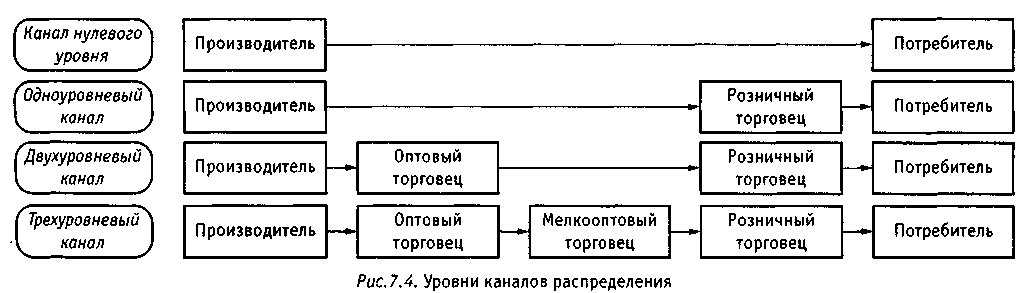 Канал нулевого
уровня
Производитель
Потребитель
Одноуровневый
канал
Производитель
Розничный
торговец
Потребитель
Двухуровневый
канал
Производитель
Оптовый
торговец
Розничный
торговец
Потребитель
Трехуровневый
канал
Производитель
Оптовый
торговец
Мелкооптовый
торговец
Розничный
торговец
Потребитель
Рис.7.4. Уровни каналов распределения